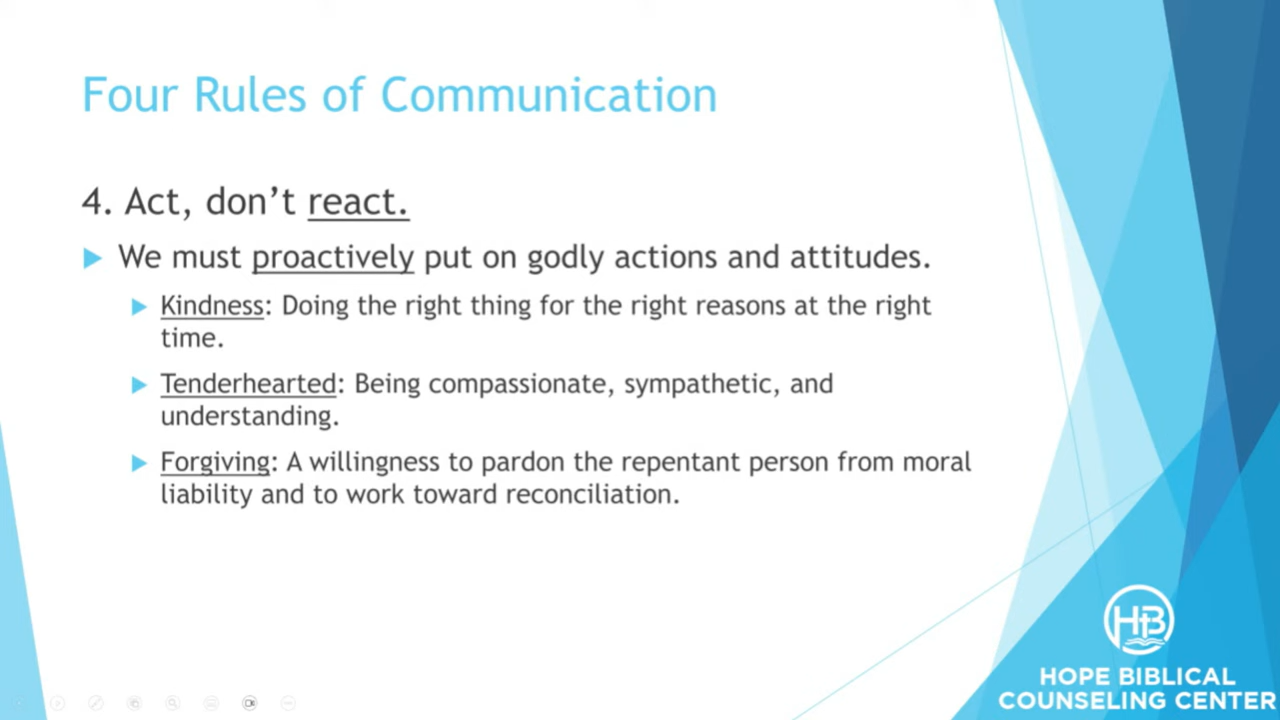 Four Rules of Communication
4. Act, don’t react.
We must proactively put on godly actions and attitudes.
Kindness: Doing the right thing for the right reasons at the right
time.
Tenderhearted: Being compassionate, sympathetic, and
understanding.
Forgiving: A willingness to pardon the repentant person from moral
liability and to work toward reconciliation.
HB
HOPE BIBLICAL
COUNSELING CENTER